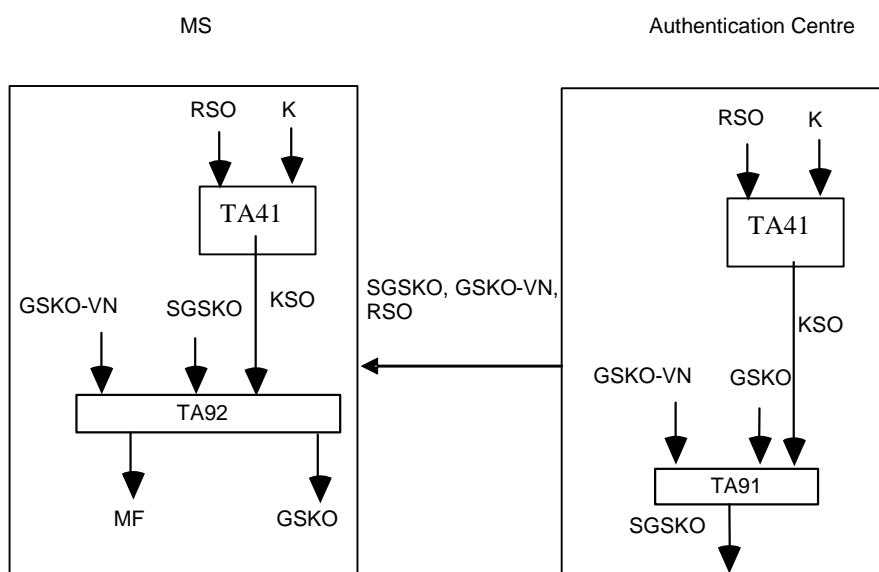 MS
Authentication Centre
RSO
K
TA41
KSO
GSKO-VN
SGSKO
TA92
MF
GSKO
SGSKO, GSKO-VN,
RSO
RSO
K
TA41
KSO
GSKO-VN
GSKO
TA91
SGSKO